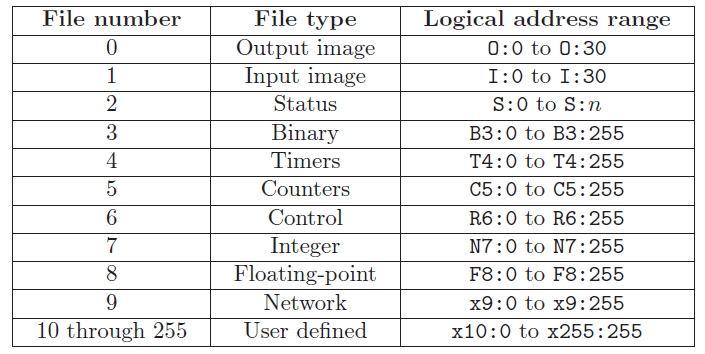 File number File type Logical address range
0 Output image O:0 to O:30
1 Input image I:0 to I:30
2 Status S:0 to S:n
3 Binary B3:0 to B3:255
4 Timers T4:0 to T4:255
5 Counters C5:0 to C5:255
6 Control R6:0 to R6:255
7 Integer N7:0 to N7:255
8 Floating-point F8:0 to F8:255
9 Network x9:0 to x9:255
10 through 255 User defined x10:0 to x255:255